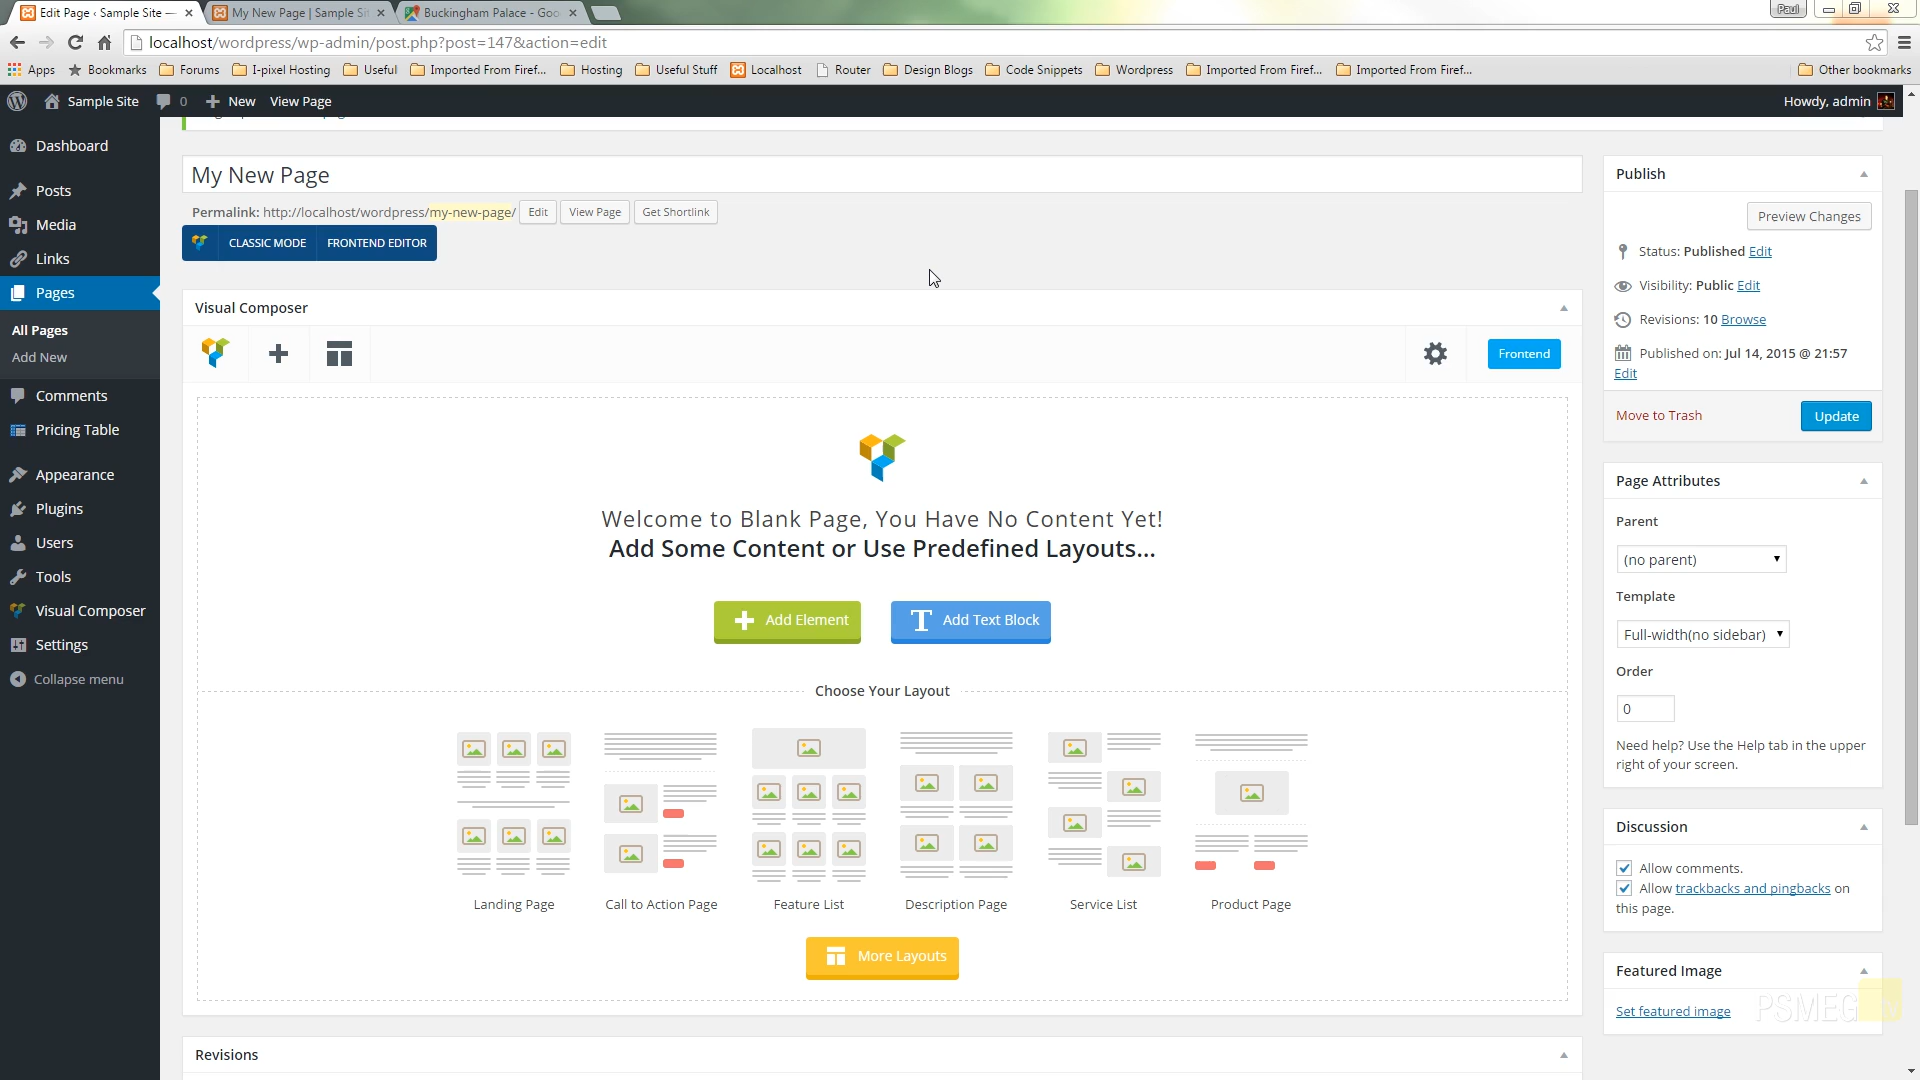 Edit Page ‹ Sample Site —
My New Page | Sample Sit
Buckingham Palace - Goo
Paul
localhost/wordpress/wp-admin/post.php?post=147&action=edit
Apps Bookmarks Forums I-pixel Hosting Useful Imported From Firef... Hosting Useful Stuff Localhost Router Design Blogs Code Snippets Wordpress Imported From Firef... Imported From Firef... Other bookmarks
Sample Site 0 New View Page Howdy, admin
Dashboard
Posts
Media
Links
Pages
All Pages
Add New
Comments
Pricing Table
Appearance
Plugins
Users
Tools
Visual Composer
Settings
Collapse menu
My New Page
Permalink: http://localhost/wordpress/my-new-page/ Edit View Page Get Shortlink
CLASSIC MODE FRONTEND EDITOR
Visual Composer
Frontend
Welcome to Blank Page, You Have No Content Yet!
Add Some Content or Use Predefined Layouts...
Add Element
T Add Text Block
Choose Your Layout
Landing Page Call to Action Page Feature List Description Page Service List Product Page
More Layouts
Revisions
Publish
Preview Changes
Status: Published Edit
Visibility: Public Edit
Revisions: 10 Browse
Published on: Jul 14, 2015 @ 21:57
Edit
Move to Trash Update
Page Attributes
Parent
(no parent)
Template
Full-width(no sidebar)
Order
0
Need help? Use the Help tab in the upper
right of your screen.
Discussion
Allow comments.
Allow trackbacks and pingbacks on
this page.
Featured Image
Set featured image
PSMEG